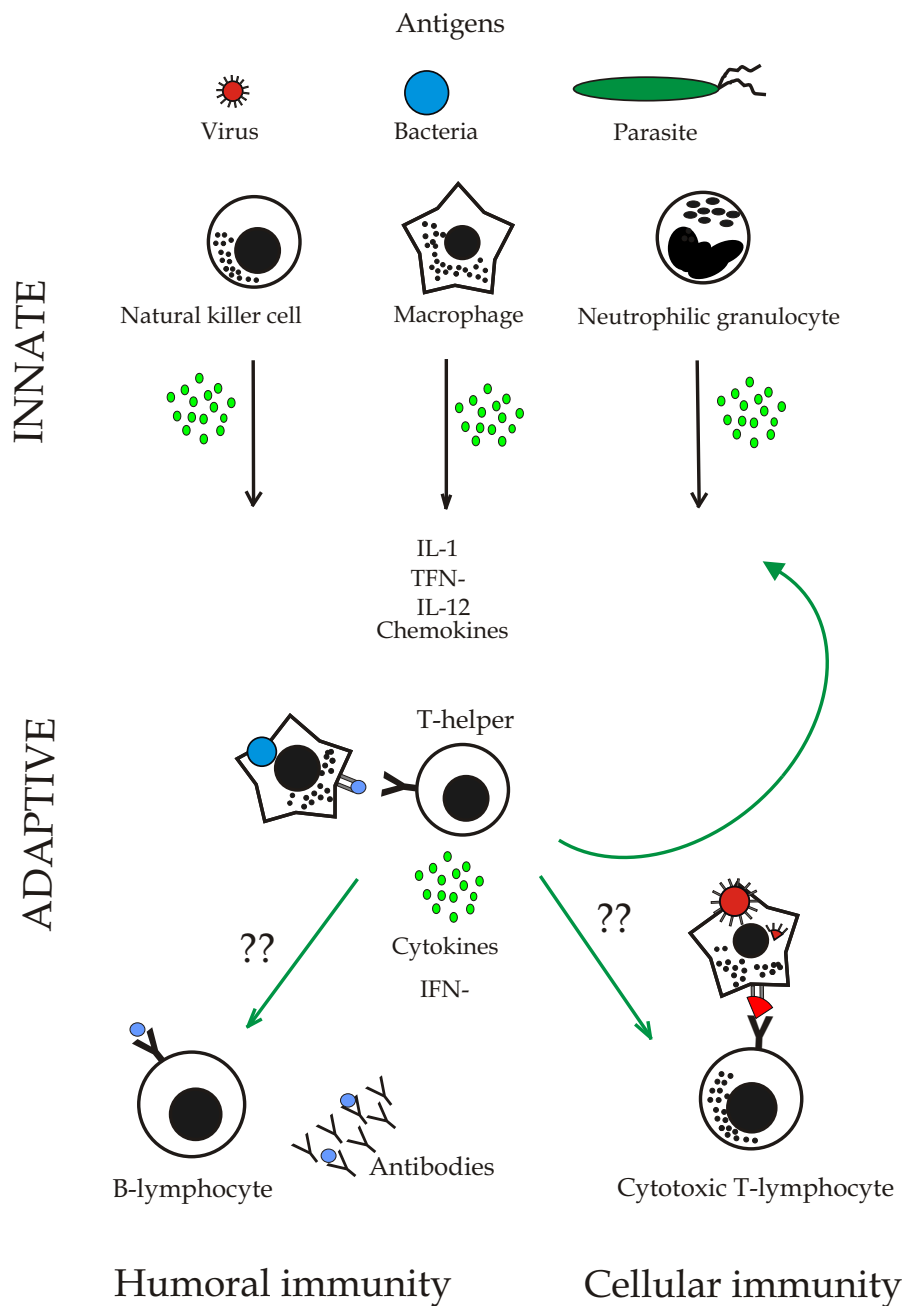 Antigens
Virus
Bacteria
Parasite
Natural killer cell
Macrophage
Neutrophilic granulocyte
INNATE
IL-1
TFN-
IL-12
Chemokines
ADAPTIVE
T-helper
??
??
Cytokines
IFN-
Antibodies
B-lymphocyte
Cytotoxic T-lymphocyte
Humoral immunity
Cellular immunity